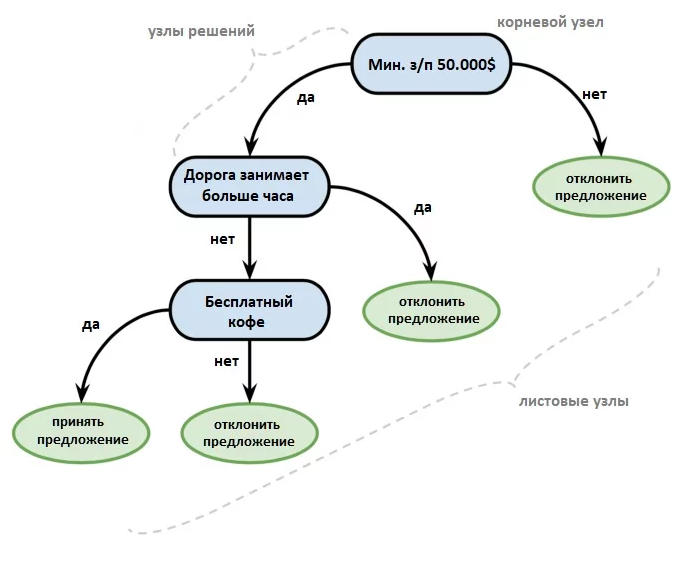 узлы решений
корневой узел
Мин. з/п 50.000$
да
нет
Дорога занимает
больше часа
отклонить
предложение
да
нет
Бесплатный
кофе
отклонить
предложение
да
нет
листовые узлы
принять
предложение
отклонить
предложение